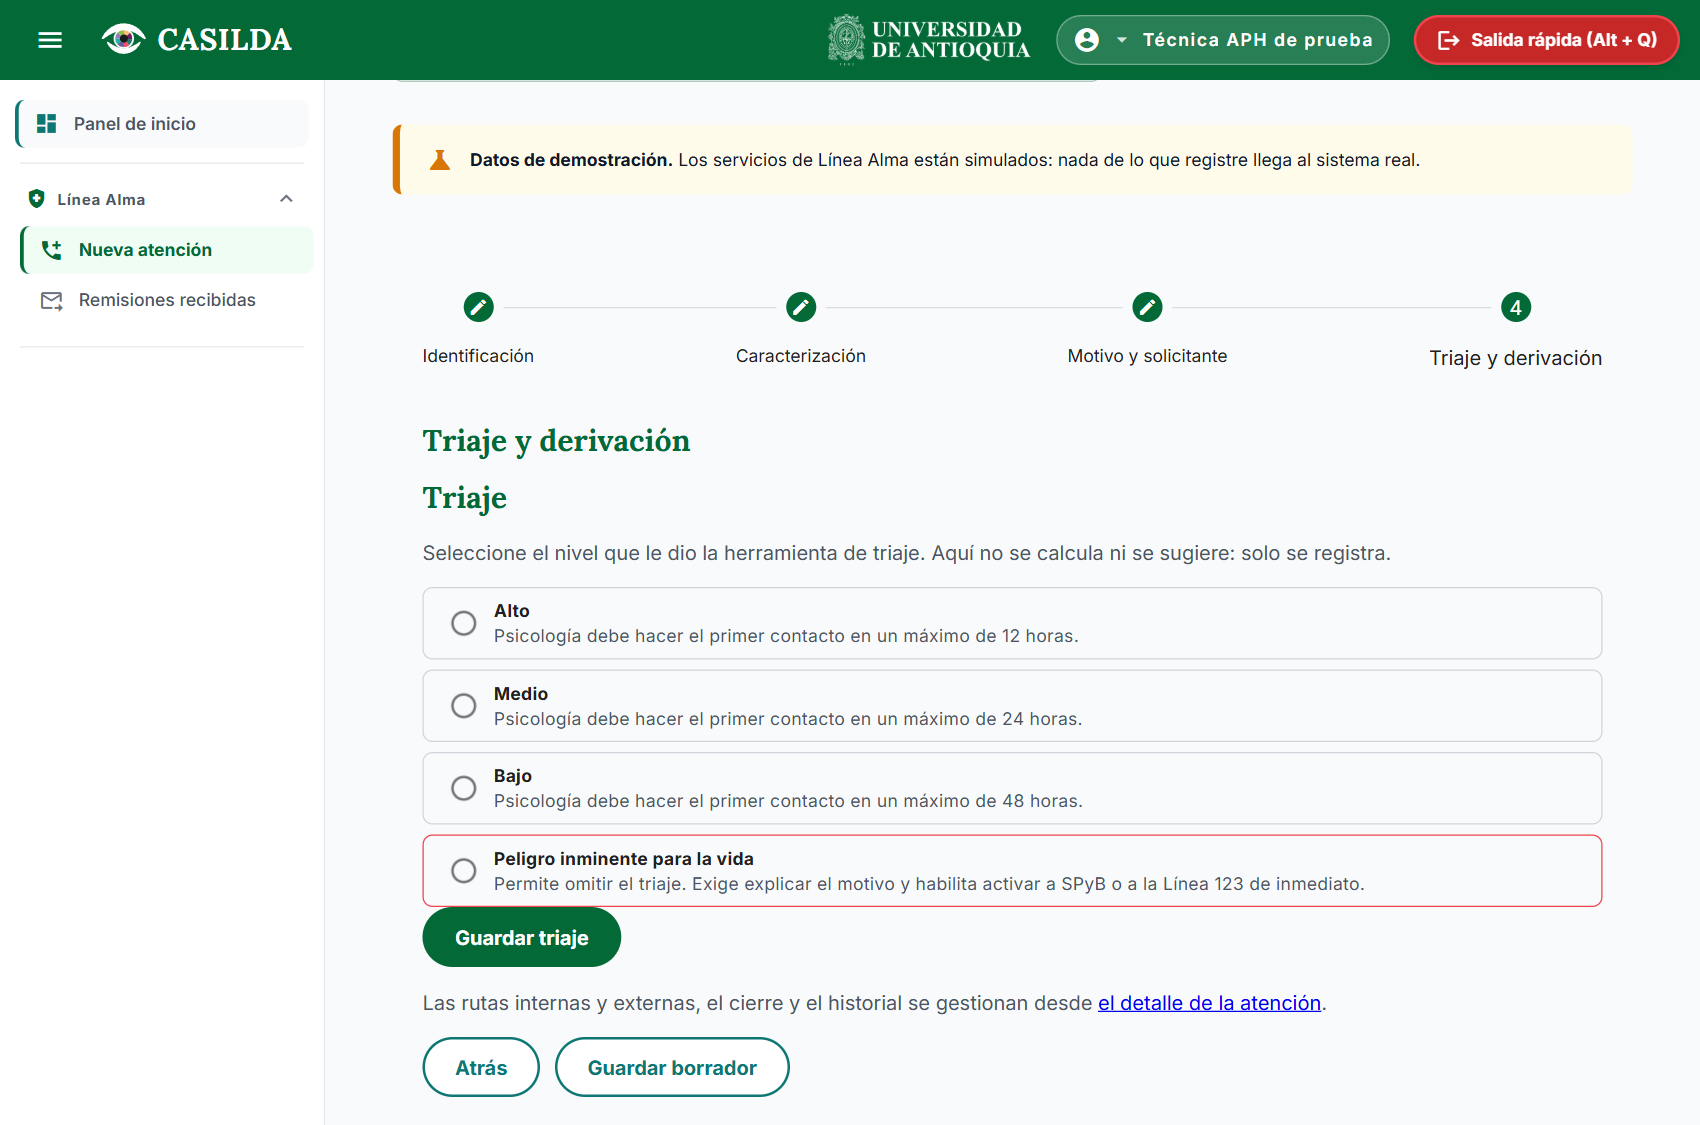 CASILDA
UNIVERSIDAD
DE ANTIOQUIA
Técnica APH de prueba
Salida rápida (Alt + Q)
Panel de inicio
Línea Alma
Nueva atención
Remisiones recibidas
Datos de demostración. Los servicios de Línea Alma están simulados: nada de lo que registre llega al sistema real.
4
Identificación
Caracterización
Motivo y solicitante
Triaje y derivación
Triaje y derivación
Triaje
Seleccione el nivel que le dio la herramienta de triaje. Aquí no se calcula ni se sugiere: solo se registra.
Alto
Psicología debe hacer el primer contacto en un máximo de 12 horas.
Medio
Psicología debe hacer el primer contacto en un máximo de 24 horas.
Bajo
Psicología debe hacer el primer contacto en un máximo de 48 horas.
Peligro inminente para la vida
Permite omitir el triaje. Exige explicar el motivo y habilita activar a SPyB o a la Línea 123 de inmediato.
Guardar triaje
Las rutas internas y externas, el cierre y el historial se gestionan desde el detalle de la atención.
Atrás
Guardar borrador